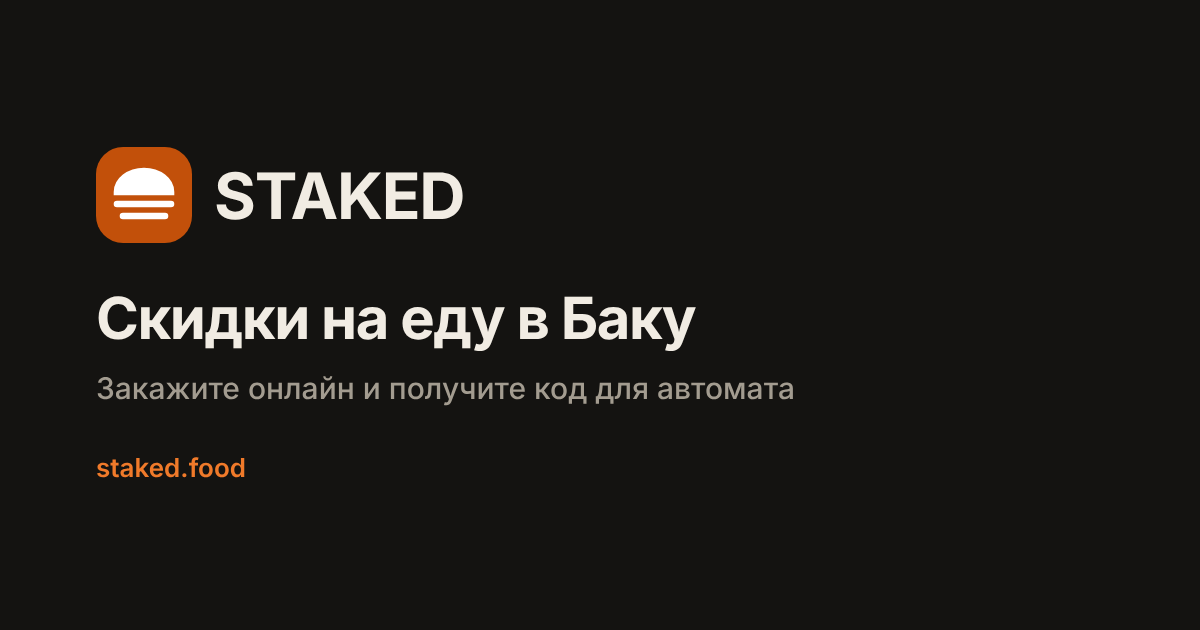 STAKED
Скидки на еду в Баку
Закажите онлайн и получите код для автомата
staked.food